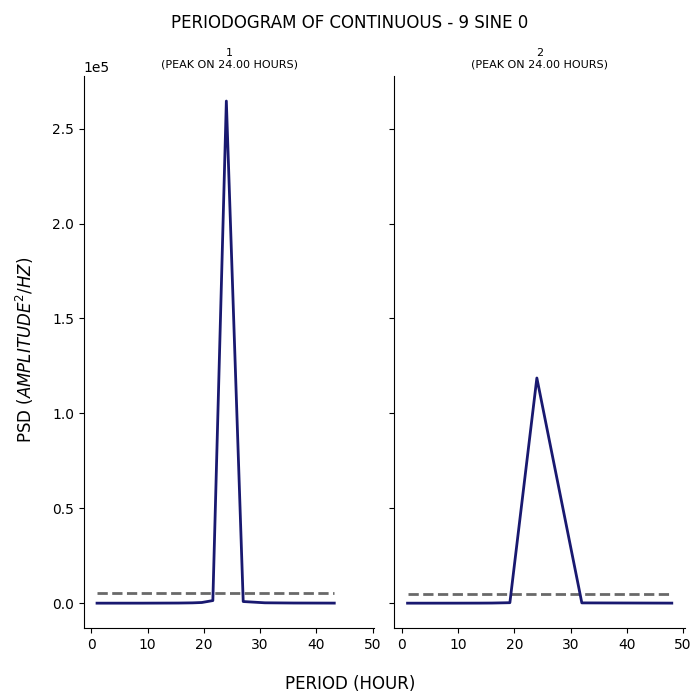 PERIODOGRAM OF CONTINUOUS - 9 SINE 0
1
(PEAK ON 24.00 HOURS)
2
(PEAK ON 24.00 HOURS)
1e5
2.5
2.0
1.5
1.0
0.5
0.0
PSD (AMPLITUDE²/HZ)
0 10 20 30 40 50
0 10 20 30 40 50
PERIOD (HOUR)